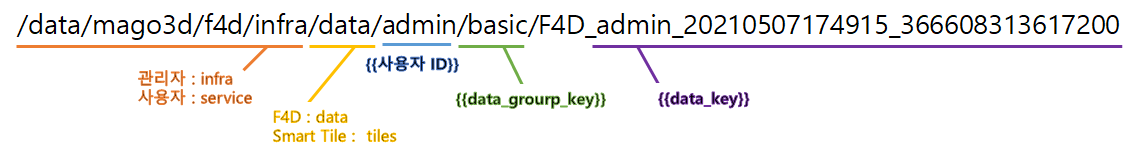 /data/mago3d/f4d/infra/data/admin/basic/F4D_admin_20210507174915_366608313617200
{{사용자 ID}}
관리자 : infra
사용자 : service
{{data_grourp_key}}
{{data_key}}
F4D : data
Smart Tile : tiles